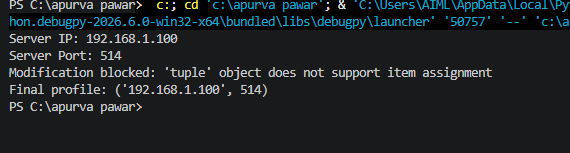 PS C:\apurva pawar>  c:; cd 'c:\apurva pawar'; & 'C:\Users\AIML\AppData\Local\Py
hon.debugpy-2026.6.0-win32-x64\bundled\libs\debugpy\launcher' '50757' '--' 'c:\a
Server IP: 192.168.1.100
Server Port: 514
Modification blocked: 'tuple' object does not support item assignment
Final profile: ('192.168.1.100', 514)
PS C:\apurva pawar>